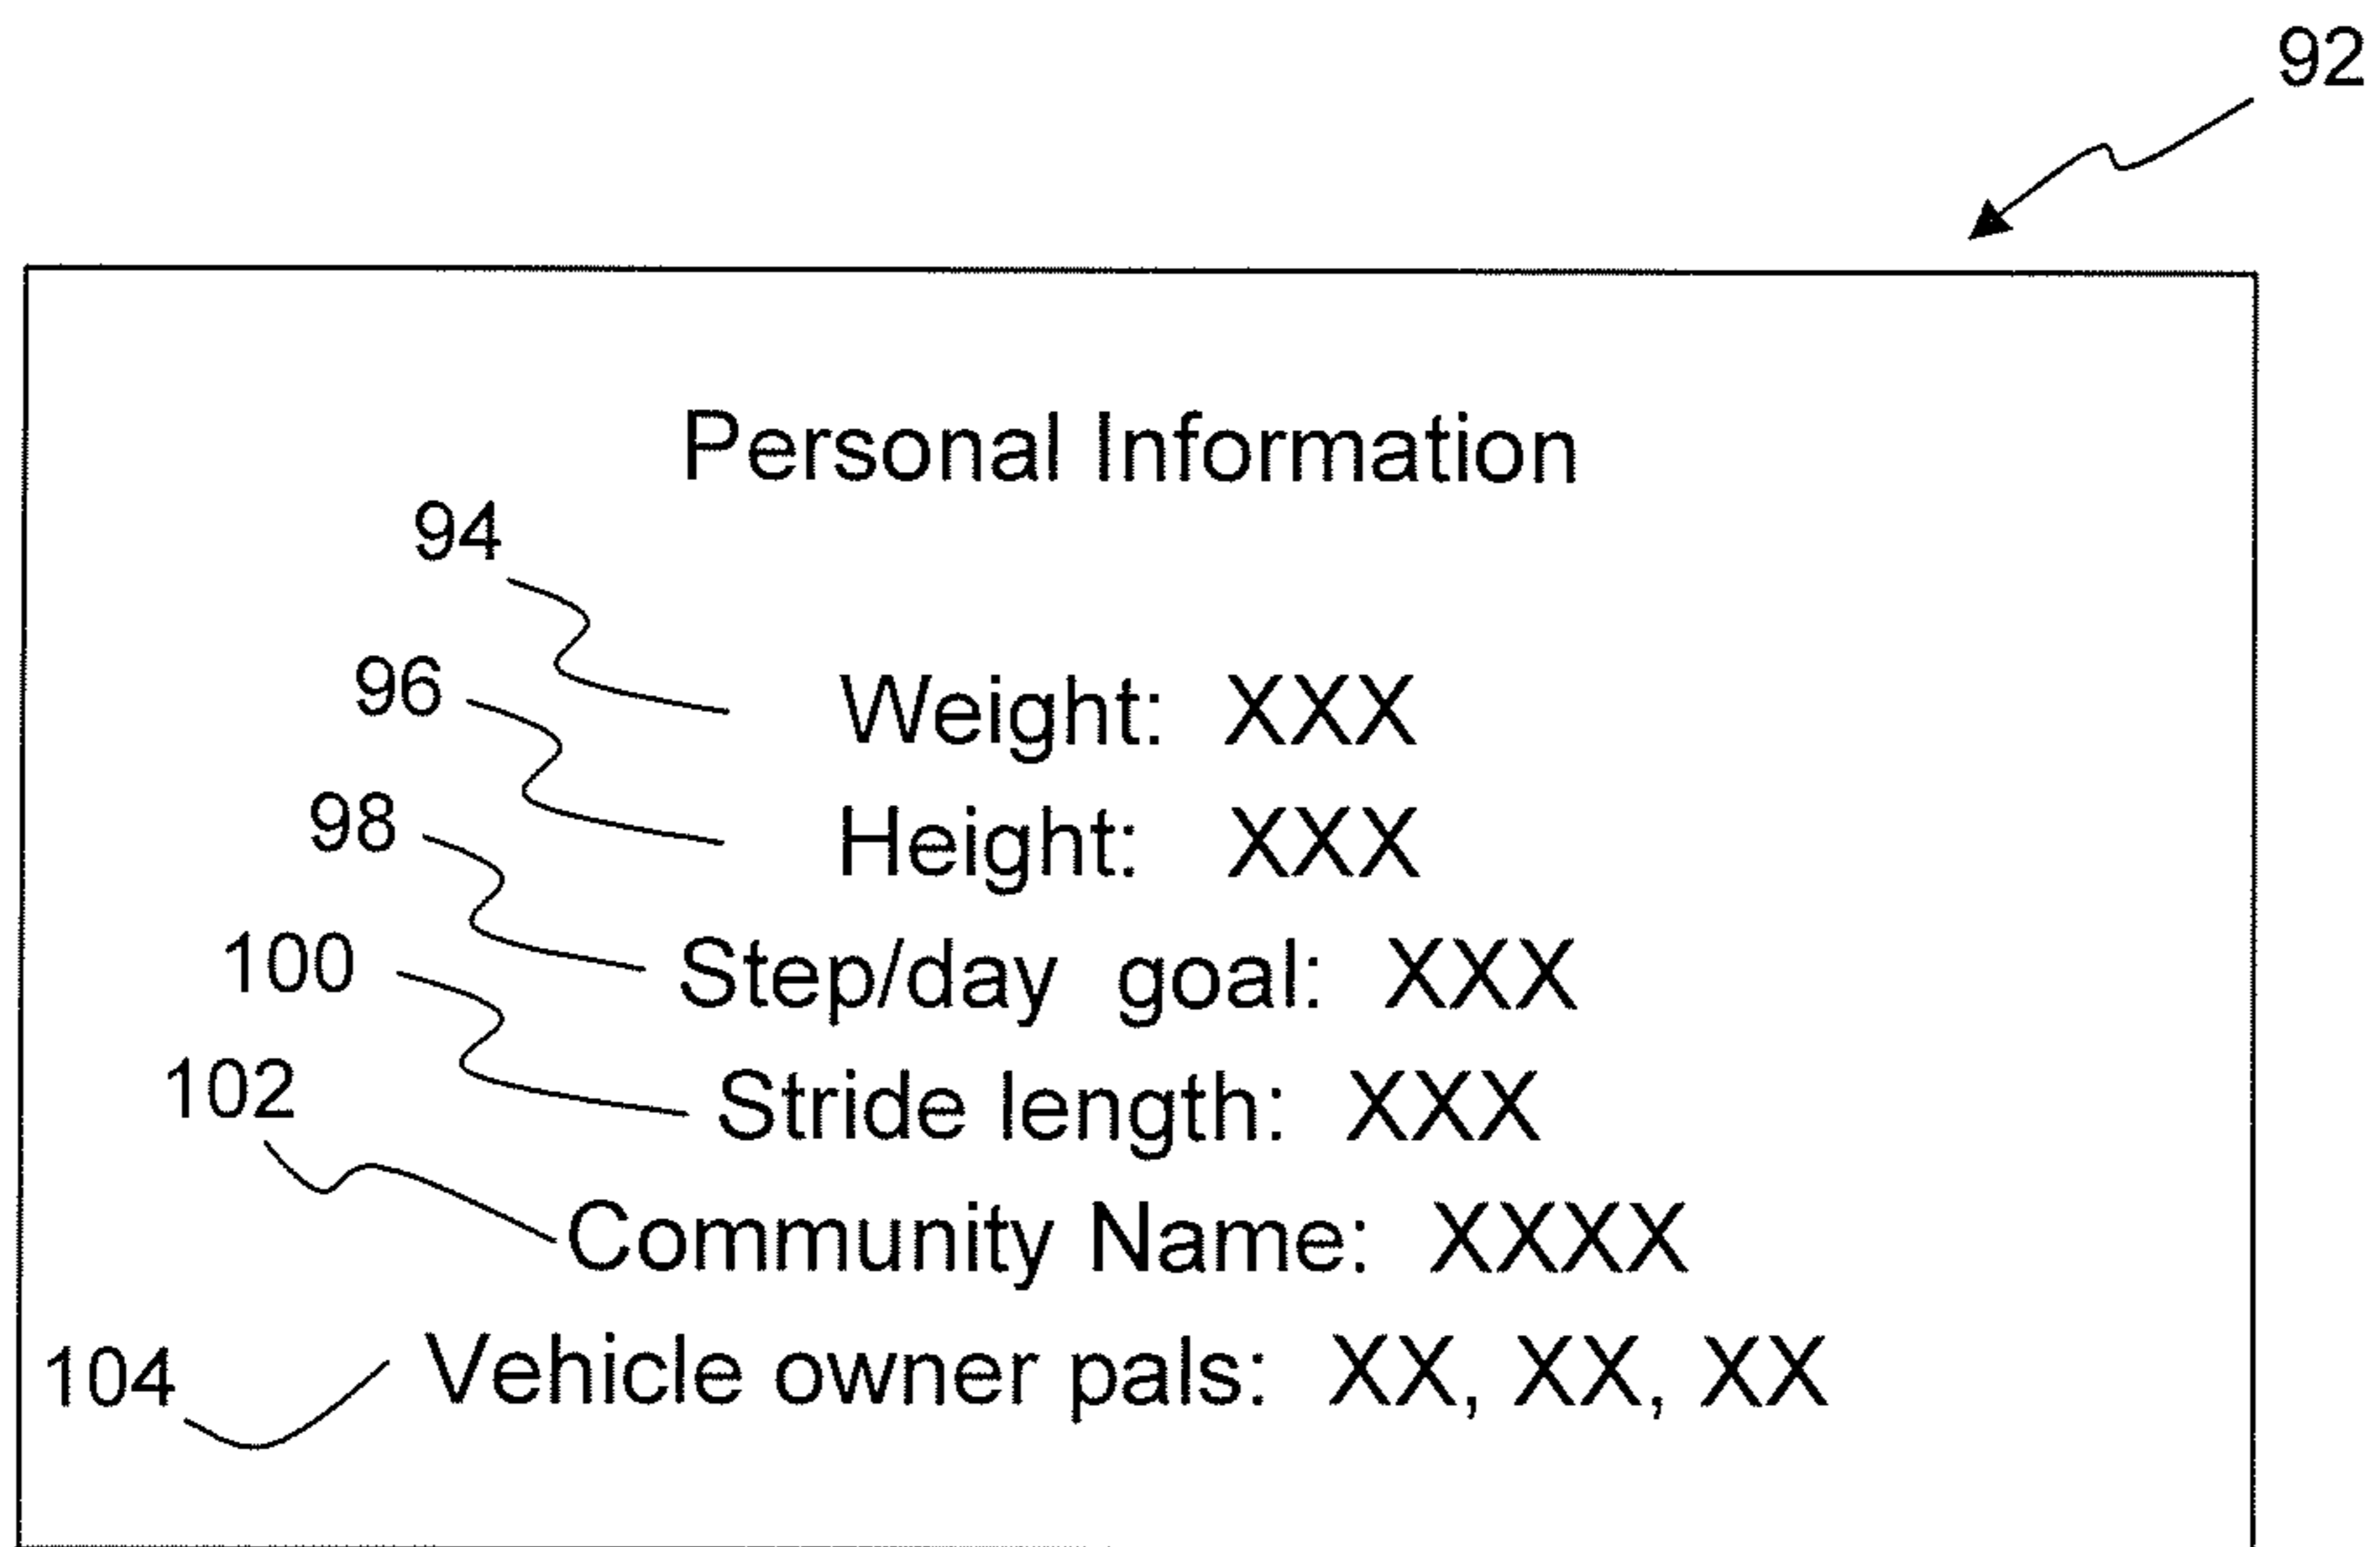 92
Personal Information
94
Weight: XXX
96
Height: XXX
98
Step/day goal: XXX
100
Stride length: XXX
102
Community Name: XXXX
104
Vehicle owner pals: XX, XX, XX